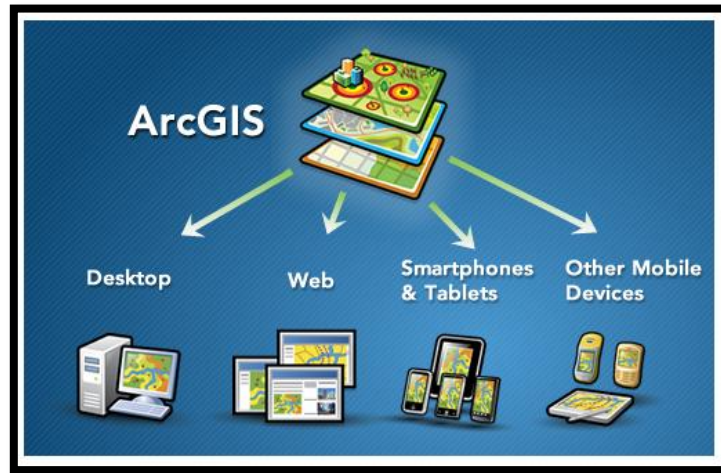 ArcGIS
Desktop
Web
Smartphones
& Tablets
Other Mobile
Devices